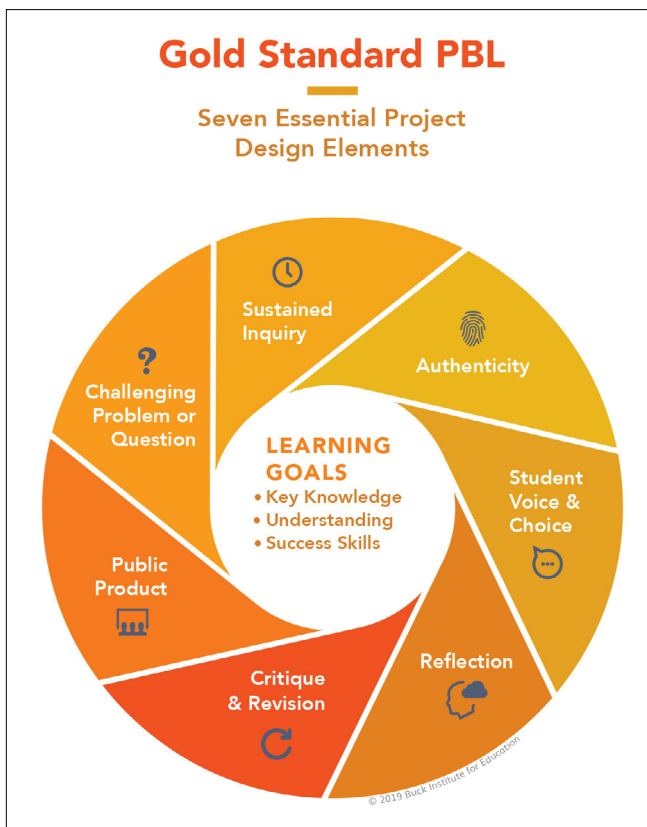 Gold Standard PBL
Seven Essential Project
Design Elements
Sustained
Inquiry
Authenticity
?
Challenging
Problem or
Question
LEARNING
GOALS
• Key Knowledge
• Understanding
• Success Skills
Student
Voice &
Choice
Public
Product
Reflection
Critique
& Revision
© 2019 Buck Institute for Education